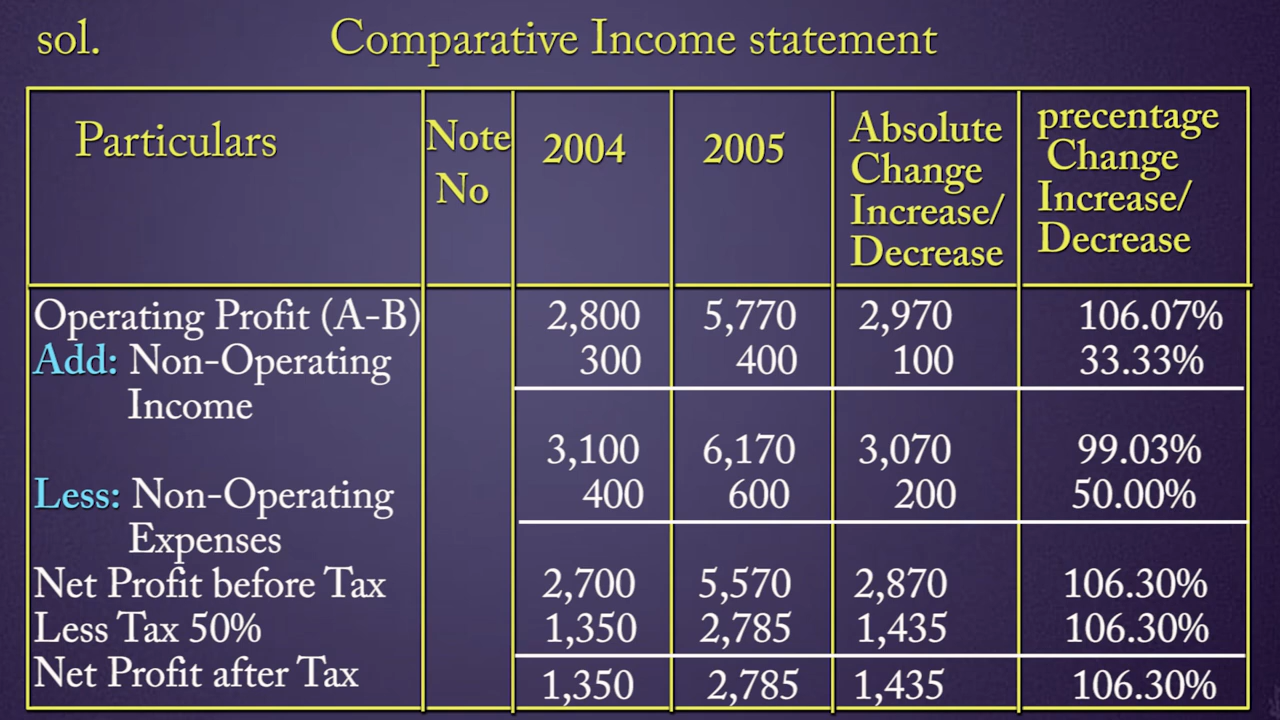 sol. Comparative Income statement
Particulars Note No 2004 2005 Absolute Change Increase/ Decrease precentage Change Increase/ Decrease
Operating Profit (A-B) 2,800 5,770 2,970 106.07%
Add: Non-Operating 300 400 100 33.33%
Income
3,100 6,170 3,070 99.03%
Less: Non-Operating 400 600 200 50.00%
Expenses
Net Profit before Tax 2,700 5,570 2,870 106.30%
Less Tax 50% 1,350 2,785 1,435 106.30%
Net Profit after Tax 1,350 2,785 1,435 106.30%